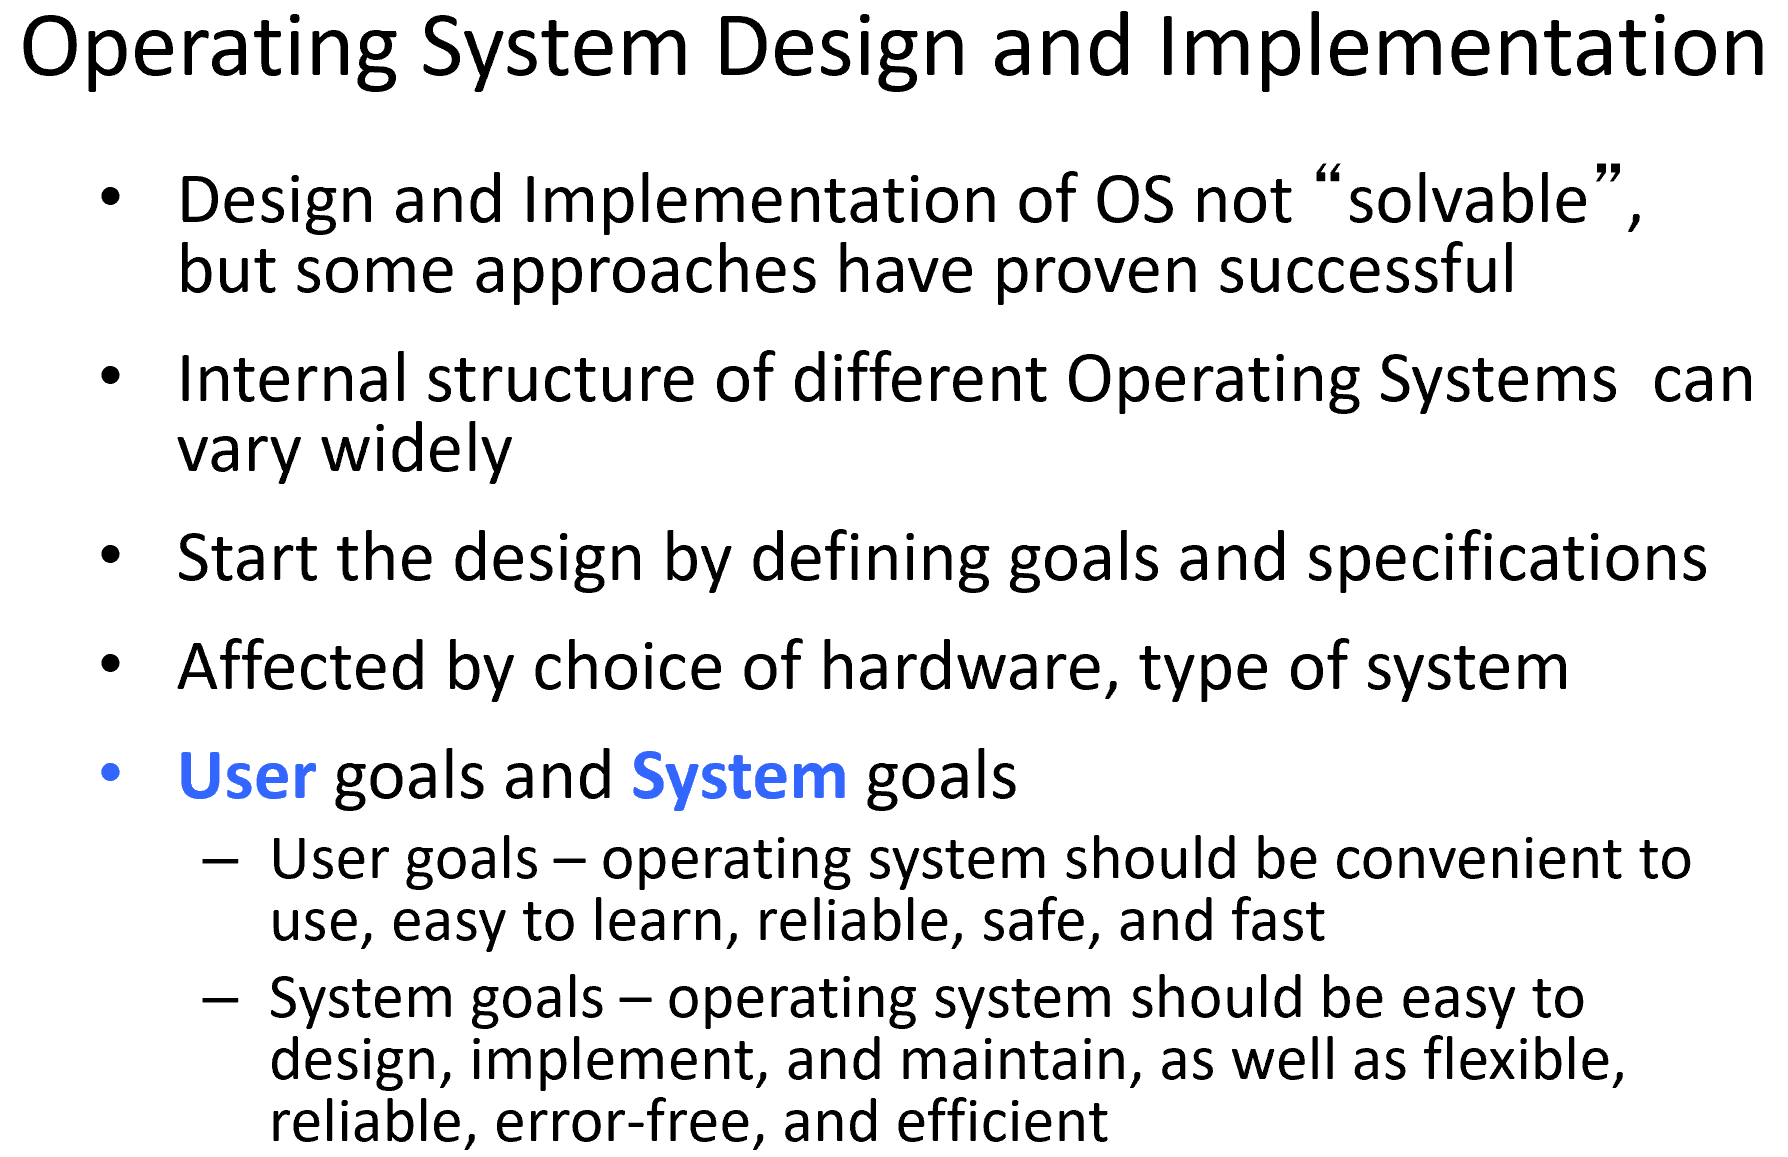 Operating System Design and Implementation
• Design and Implementation of OS not “solvable”,
but some approaches have proven successful
• Internal structure of different Operating Systems  can
vary widely
• Start the design by defining goals and specifications
• Affected by choice of hardware, type of system
• User goals and System goals
– User goals – operating system should be convenient to
use, easy to learn, reliable, safe, and fast
– System goals – operating system should be easy to
design, implement, and maintain, as well as flexible,
reliable, error-free, and efficient